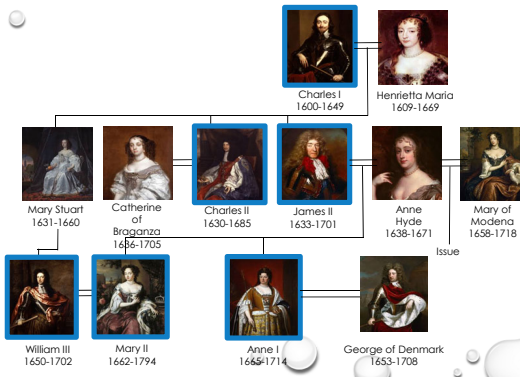 Charles I
1600-1649
Henrietta Maria
1609-1669
Mary Stuart
1631-1660
Catherine
of
Braganza
1636-1705
Charles II
1630-1685
James II
1633-1701
Anne
Hyde
1638-1671
Mary of
Modena
1658-1718
Issue
William III
1650-1702
Mary II
1662-1794
Anne I
1665-1714
George of Denmark
1653-1708